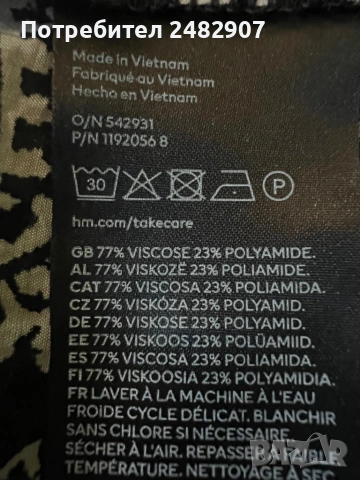 Потребител 2482907
Made in Vietnam
Fabriqué au Vietnam
Hecho en Vietnam
O/N 542931
P/N 1192056 8
30
P
hm.com/takecare
GB 77% VISCOSE 23% POLYAMIDE.
AL 77% VISKOZË 23% POLIAMIDE.
CAT 77% VISCOSA 23% POLIAMIDA.
CZ 77% VISKÓZA 23% POLYAMID.
DE 77% VISKOSE 23% POLYAMID.
EE 77% VISKOOS 23% POLÜAMIID.
ES 77% VISCOSA 23% POLIAMIDA.
FI 77% VISKOOSIA 23% POLYAMIDIA.
FR LAVER À LA MACHINE À L'EAU
FROIDE CYCLE DÉLICAT. BLANCHIR
SANS CHLORE SI NÉCESSAIRE.
SÉCHER À L'AIR. REPASSER À FAIBLE
TEMPÉRATURE. NETTOYAGE À SEC